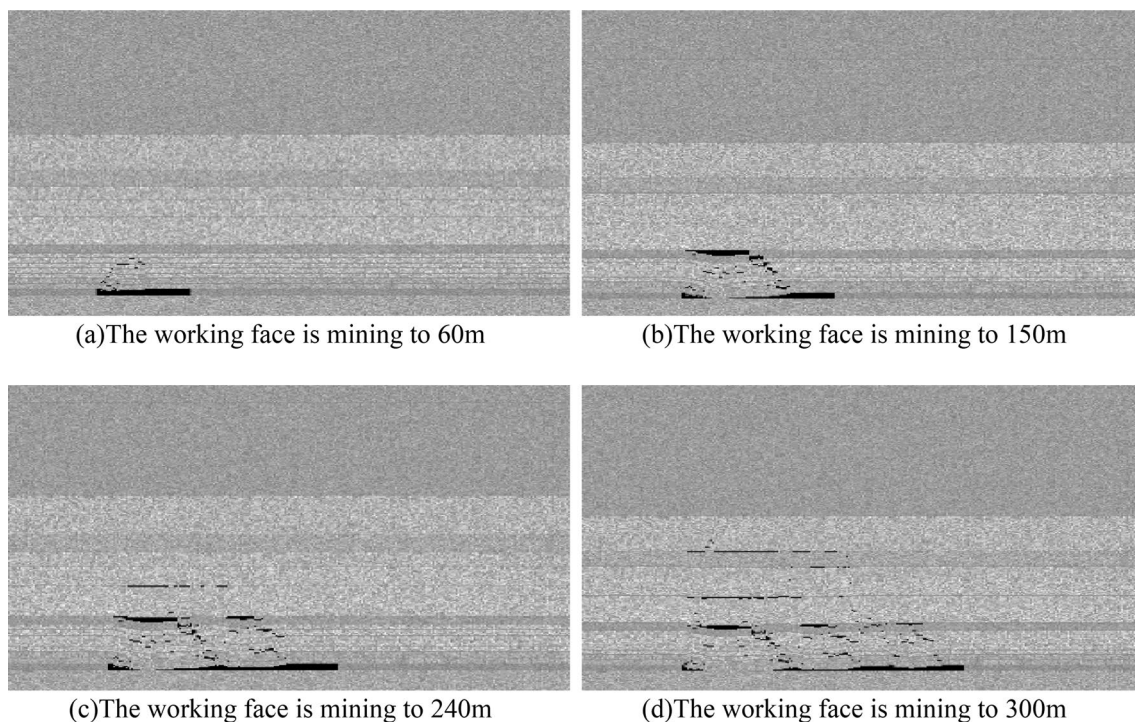 (a)The working face is mining to 60m
(b)The working face is mining to 150m
(c)The working face is mining to 240m
(d)The working face is mining to 300m